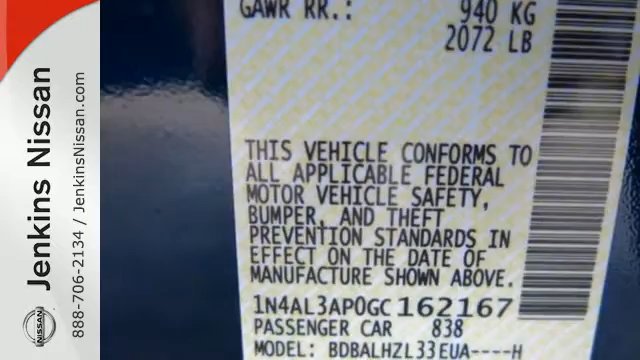 GAWR RR.: 940 KG
2072 LB
THIS VEHICLE CONFORMS TO
ALL APPLICABLE FEDERAL
MOTOR VEHICLE SAFETY,
BUMPER, AND THEFT
PREVENTION STANDARDS IN
EFFECT ON THE DATE OF
MANUFACTURE SHOWN ABOVE.
1N4AL3AP0GC162167
PASSENGER CAR 838
MODEL: BDBALHZL33EUA----H
Jenkins Nissan
888-706-2134 / JenkinsNissan.com
NISSAN